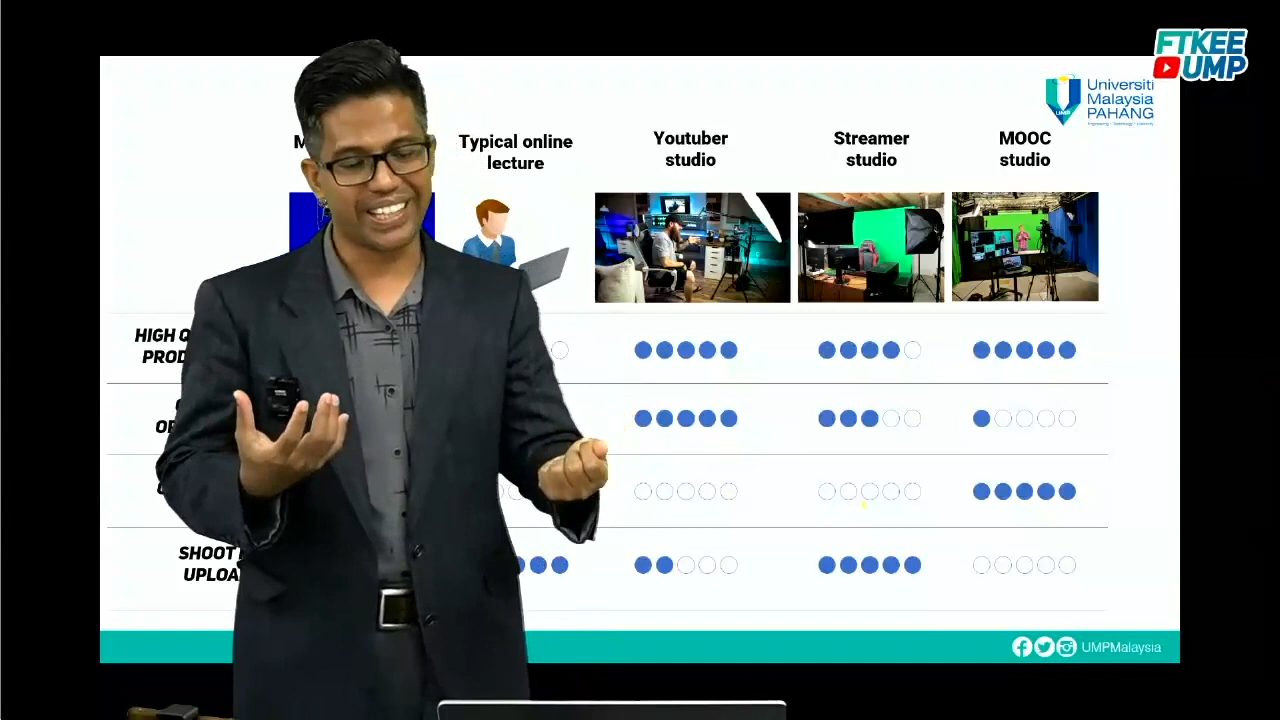 FTKEE
UMP
Universiti
Malaysia
PAHANG
UMP
Typical online
lecture
Youtuber
studio
Streamer
studio
MOOC
studio
HIGH Q
PROD
SHOOT
UPLOA
UMPMalaysia